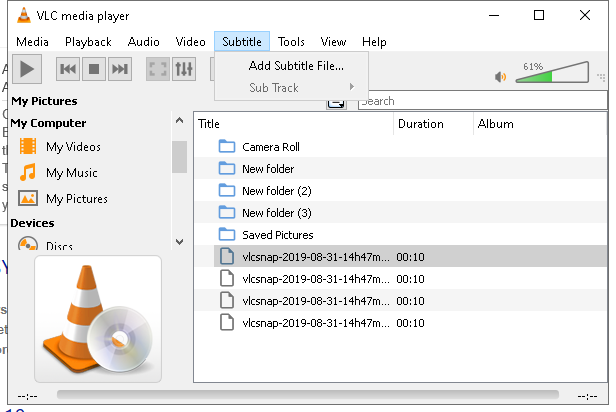 VLC media player
Media Playback Audio Video Subtitle Tools View Help
Add Subtitle File...
Sub Track
61%
My Pictures
Search
My Computer
Title Duration Album
My Videos
My Music
My Pictures
Devices
Discs
Camera Roll
New folder
New folder (2)
New folder (3)
Saved Pictures
vlcsnap-2019-08-31-14h47m... 00:10
vlcsnap-2019-08-31-14h47m... 00:10
vlcsnap-2019-08-31-14h47m... 00:10
vlcsnap-2019-08-31-14h47m... 00:10
--:-- --:--